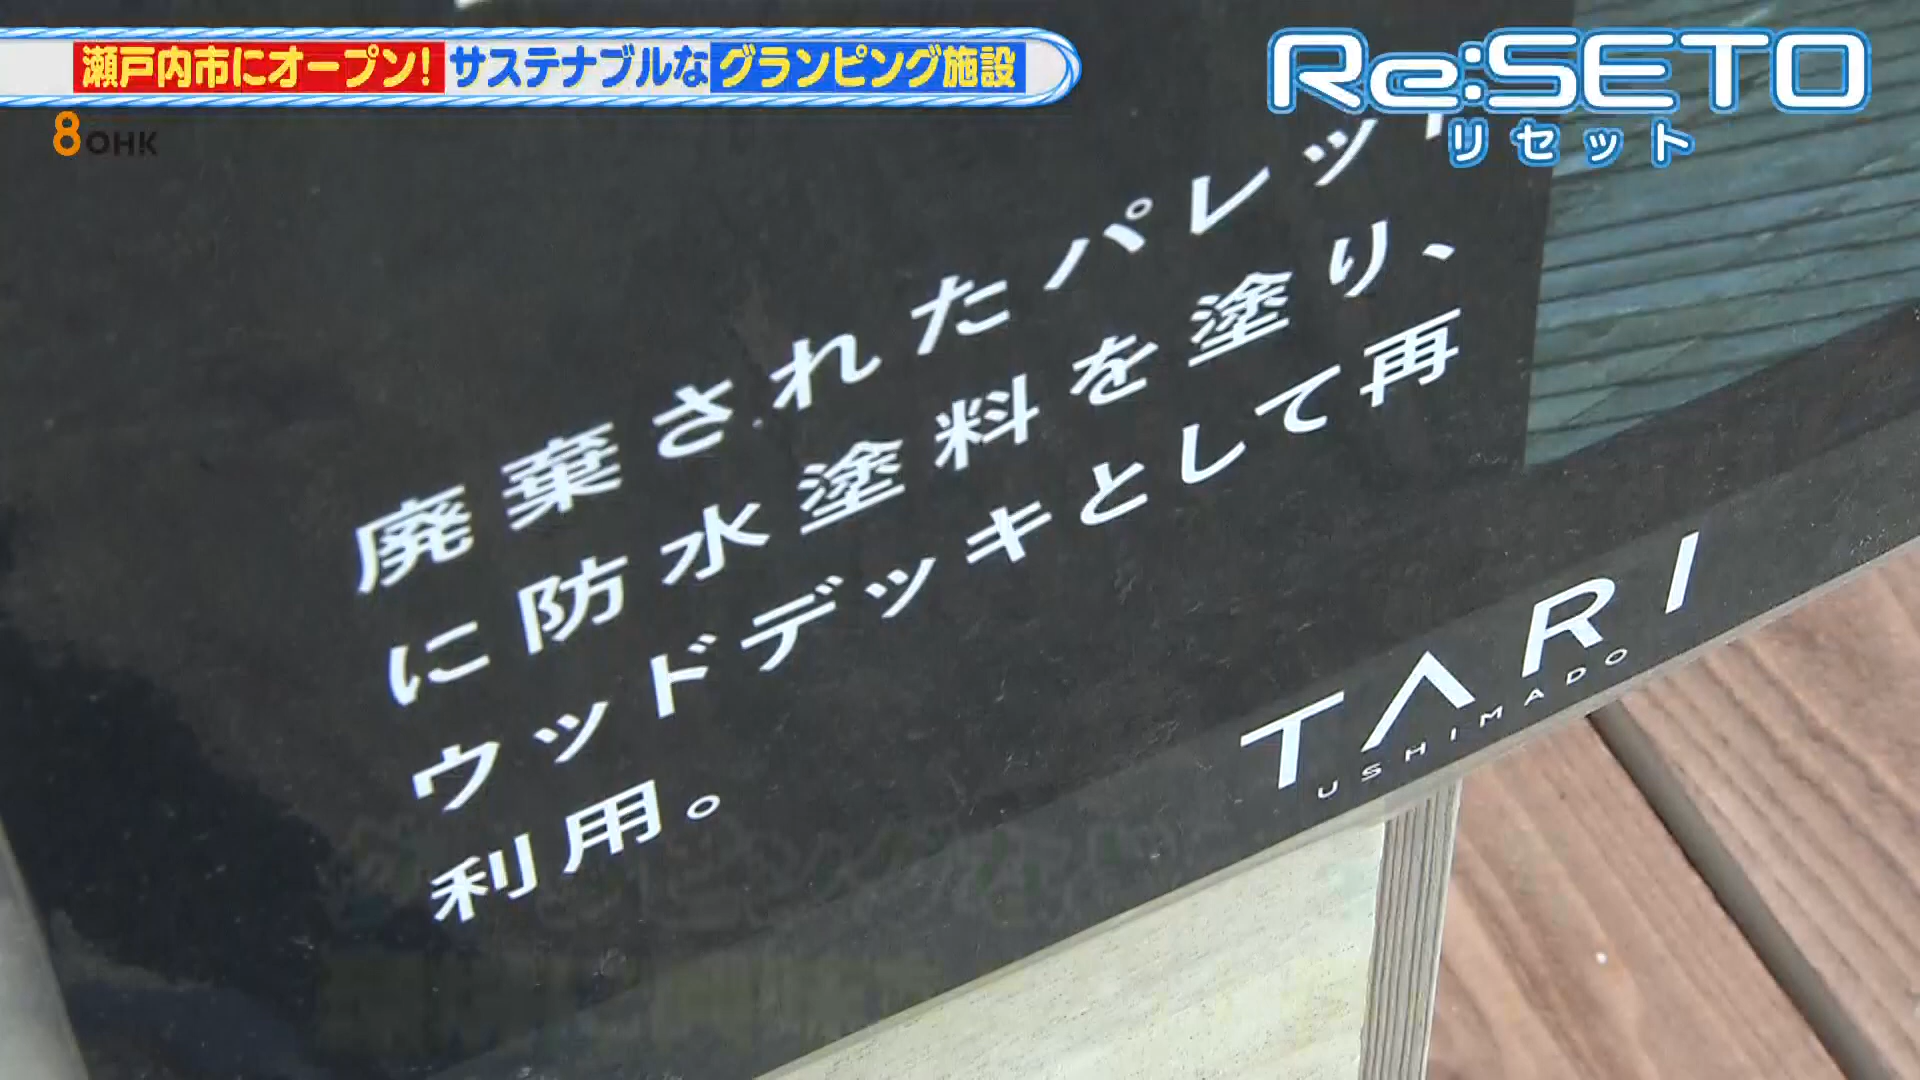 瀬戸内市にオープン!サステナブルなグランピング施設
Re:SETO
リセット
8OHK
廃棄されたパレット
に防水塗料を塗り、
ウッドデッキとして再
利用。
TARI
USHIMADO